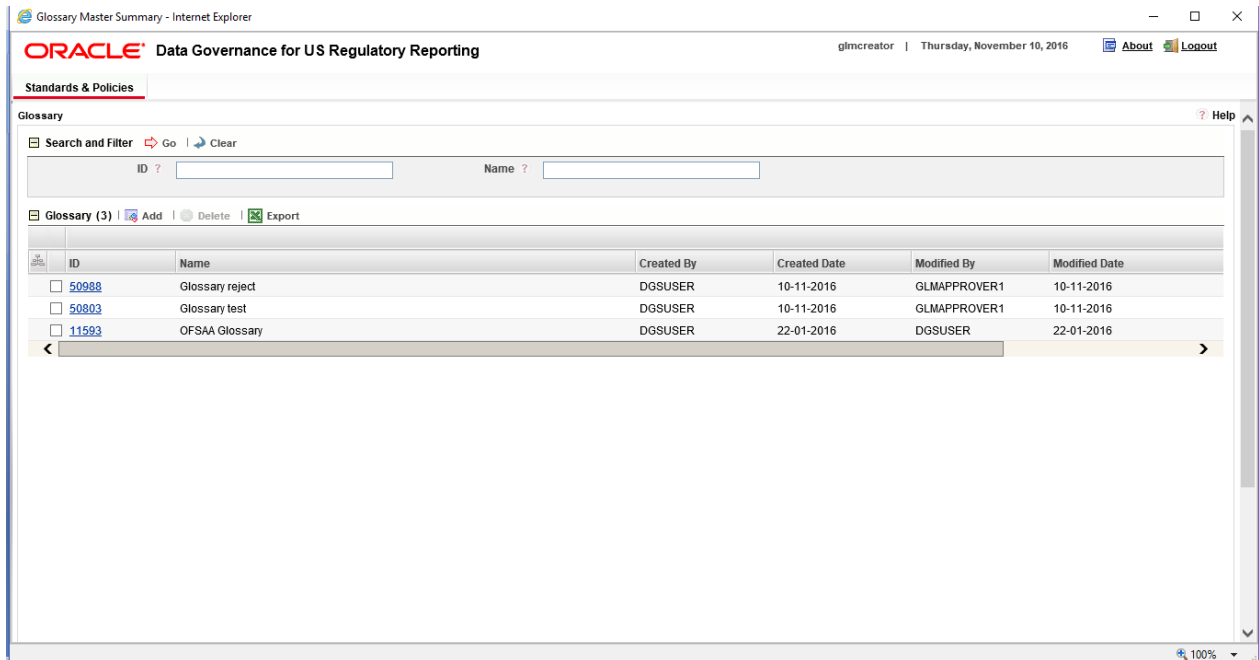 Glossary Master Summary - Internet Explorer
ORACLE Data Governance for US Regulatory Reporting glmcreator | Thursday, November 10, 2016 About Logout
Standards & Policies
Glossary ? Help
Search and Filter Go | Clear
ID ? Name ?
Glossary (3) | Add | Delete | Export
ID Name Created By Created Date Modified By Modified Date
50988 Glossary reject DGSUSER 10-11-2016 GLMAPPROVER1 10-11-2016
50803 Glossary test DGSUSER 10-11-2016 GLMAPPROVER1 10-11-2016
11593 OFSAA Glossary DGSUSER 22-01-2016 DGSUSER 22-01-2016
100%